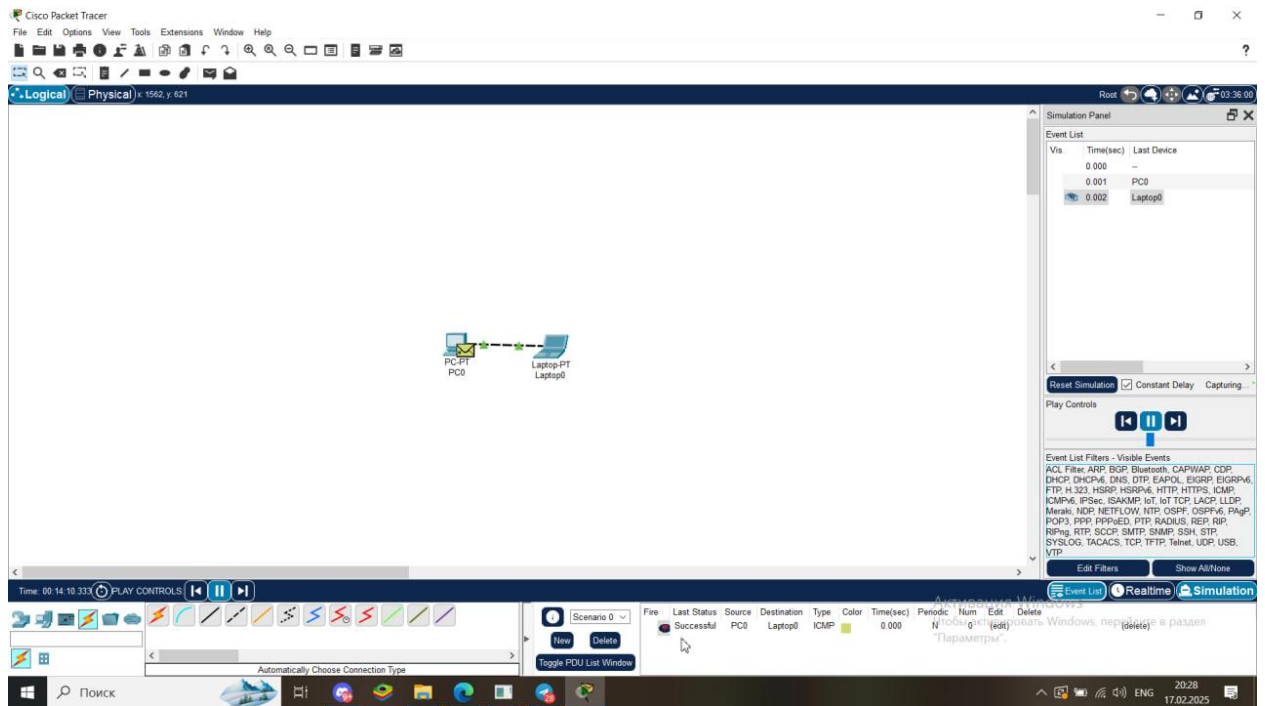 Cisco Packet Tracer
File Edit Options View Tools Extensions Window Help
?
Logical Physical x: 1562, y: 621 Root 03:36:00
Simulation Panel
Event List
Vis. Time(sec) Last Device
0.000 --
0.001 PC0
0.002 Laptop0
PC-PT
PC0
Laptop-PT
Laptop0
Reset Simulation Constant Delay Capturing...
Play Controls
Event List Filters - Visible Events
ACL Filter, ARP, BGP, Bluetooth, CAPWAP, CDP,
DHCP, DHCPv6, DNS, DTP, EAPOL, EIGRP, EIGRPv6,
FTP, H.323, HSRP, HSRPv6, HTTP, HTTPS, ICMP,
ICMPv6, IPSec, ISAKMP, IoT, IoT TCP, LACP, LLDP,
Meraki, NDP, NETFLOW, NTP, OSPF, OSPFv6, PAgP,
POP3, PPP, PPPoED, PTP, RADIUS, REP, RIP,
RIPng, RTP, SCCP, SMTP, SNMP, SSH, STP,
SYSLOG, TACACS, TCP, TFTP, Telnet, UDP, USB,
VTP
Edit Filters Show All/None
Time: 00:14:10.333 PLAY CONTROLS: Event List Realtime Simulation
Активация Windows
Чтобы активировать Windows, перейдите в раздел
"Параметры".
Scenario 0
New Delete
Toggle PDU List Window
Fire Last Status Source Destination Type Color Time(sec) Periodic Num Edit Delete
Successful PC0 Laptop0 ICMP 0.000 N 0 (edit) (delete)
Automatically Choose Connection Type
Поиск
ENG
20:28
17.02.2025